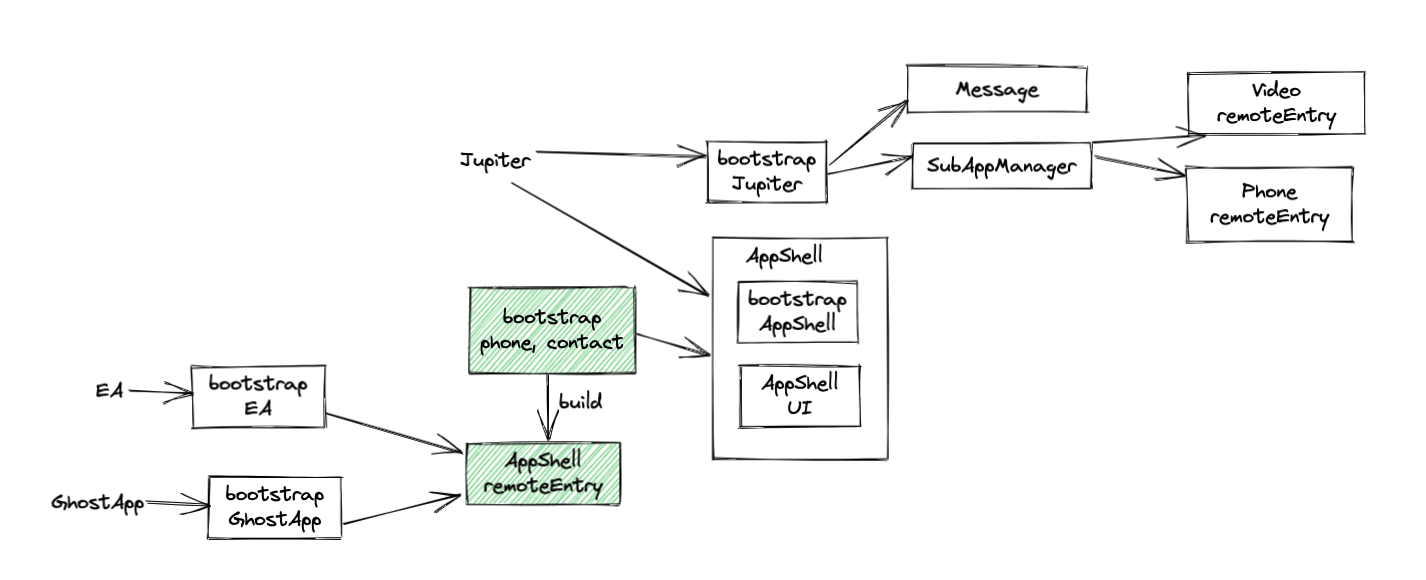 Message
Video
remoteEntry
Jupiter
bootstrap
Jupiter
SubAppManager
Phone
remoteEntry
AppShell
bootstrap
AppShell
AppShell
UI
bootstrap
phone, contact
build
EA
bootstrap
EA
AppShell
remoteEntry
GhostApp
bootstrap
GhostApp